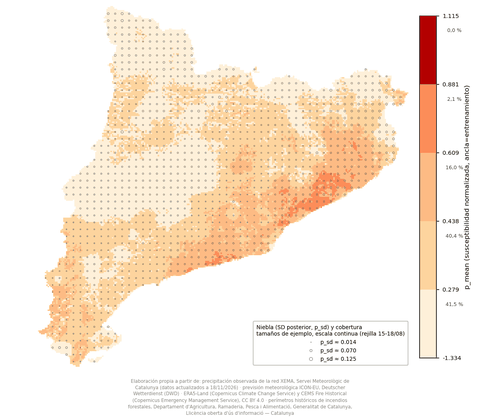 1.115
0,0 %
0.881
2,1 %
0.609
16,0 %
0.438
40,4 %
0.279
41,5 %
-1.334
p_mean (susceptibilidad normalizada, ancla=entrenamiento)
Niebla (SD posterior, p_sd) y cobertura
tamaños de ejemplo, escala continua (rejilla 15-18/08)
p_sd = 0.014
p_sd = 0.070
p_sd = 0.125
Elaboración propia a partir de: precipitación observada de la red XEMA, Servei Meteorològic de
Catalunya (datos actualizados a 18/11/2026) · previsión meteorológica ICON-EU, Deutscher
Wetterdienst (DWD) · ERA5-Land (Copernicus Climate Change Service) y CEMS Fire Historical
(Copernicus Emergency Management Service), CC BY 4.0 · perímetros históricos de incendios
forestales, Departament d'Agricultura, Ramaderia, Pesca i Alimentació, Generalitat de Catalunya,
Llicència oberta d'ús d'informació — Catalunya